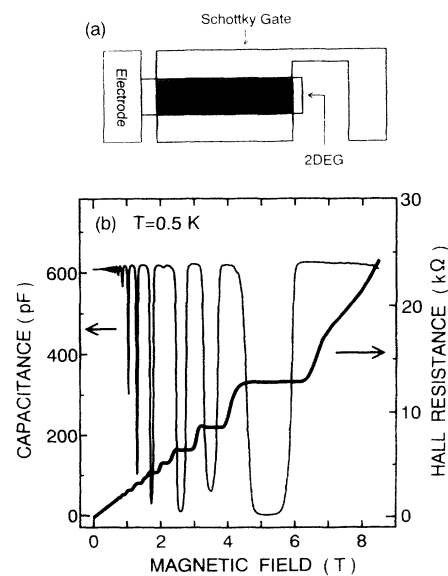 Schottky Gate
(a)
Electrode
2DEG
(b) T=0.5 K
600
400
200
0
CAPACITANCE (pF)
30
20
10
0
HALL RESISTANCE (kΩ)
0 2 4 6 8
MAGNETIC FIELD (T)